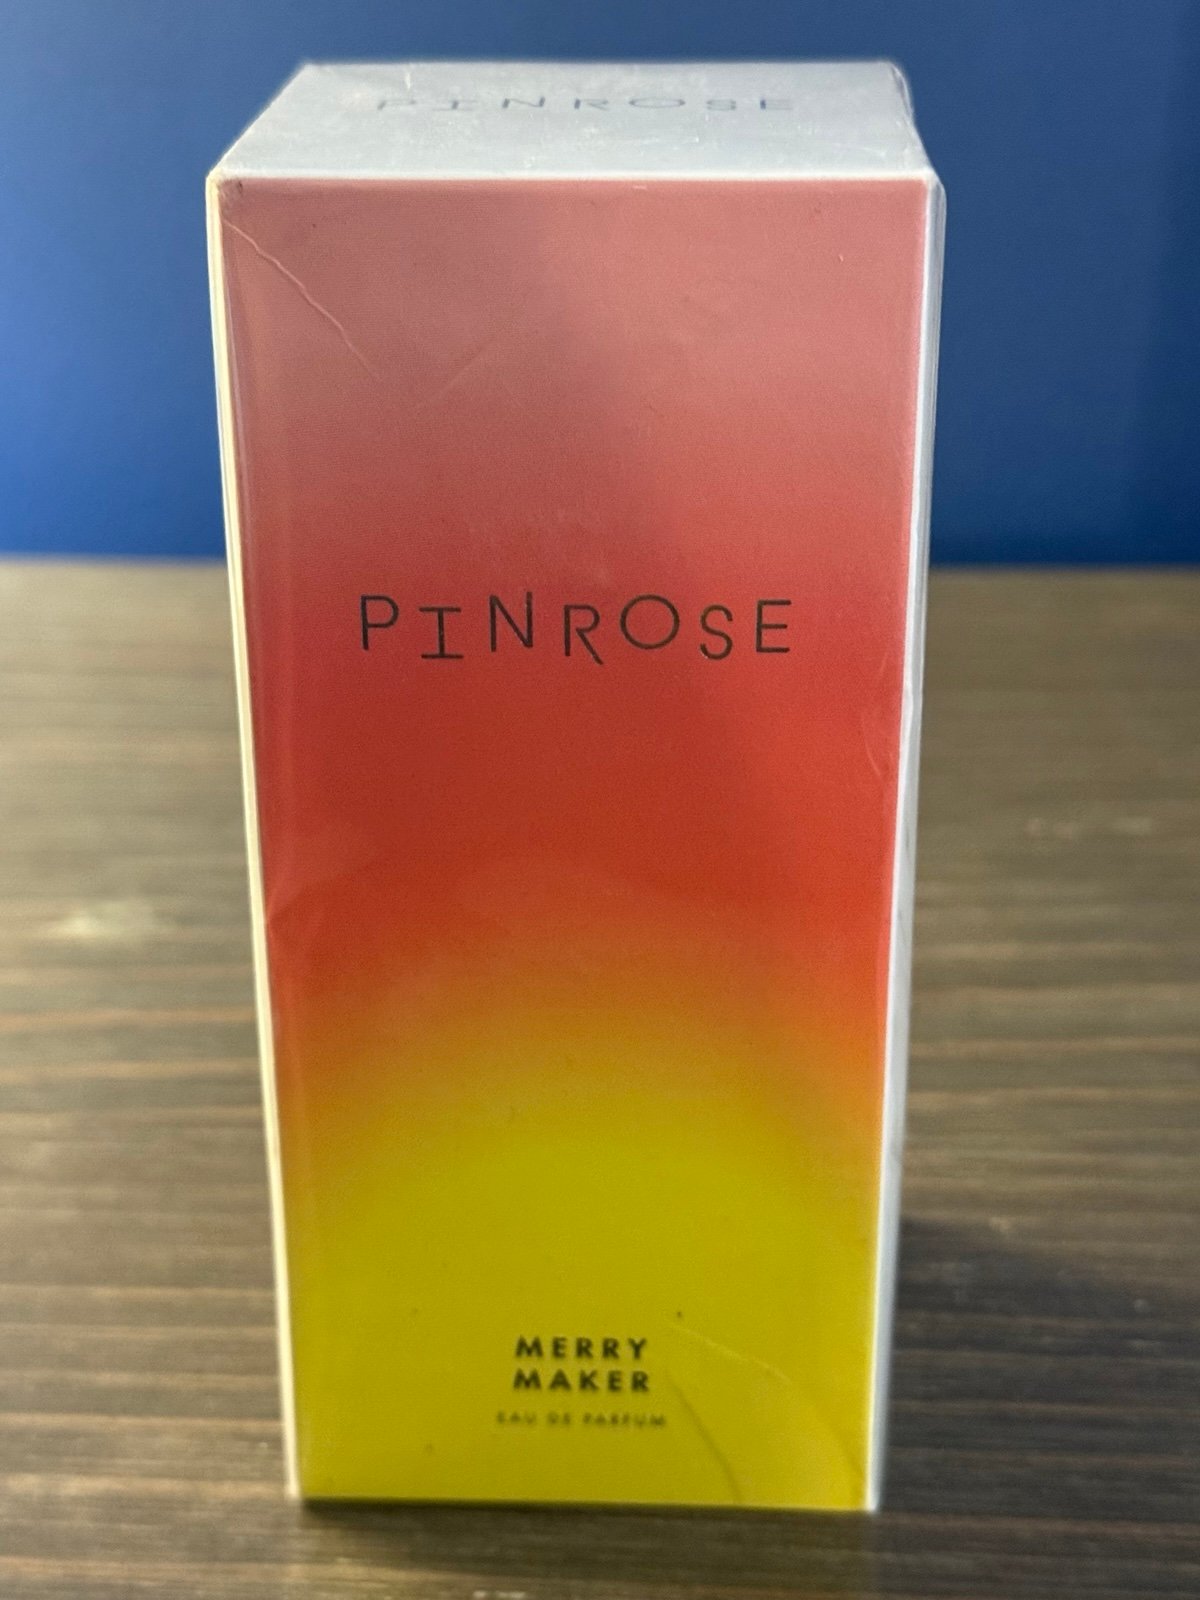 PINROSE
PINROSE
MERRY
MAKER
EAU DE PARFUM